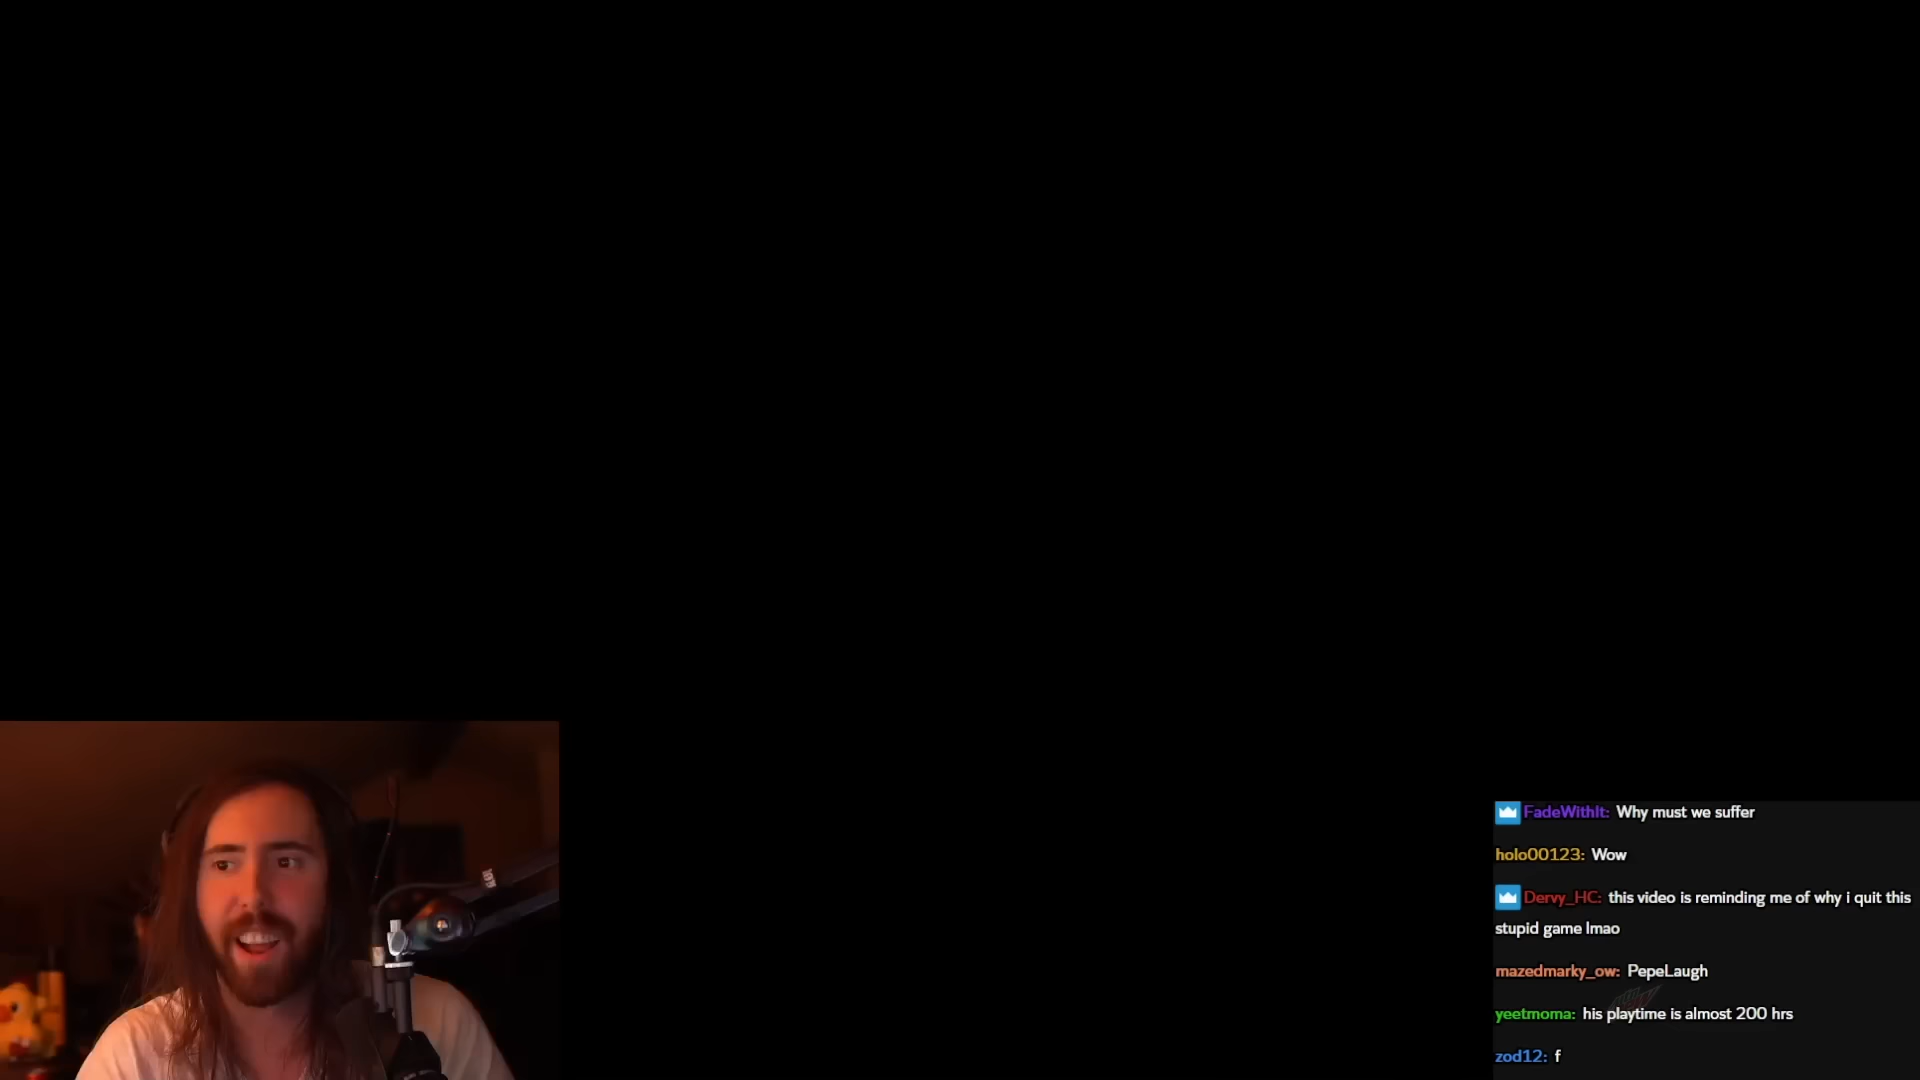 FadeWithIt: Why must we suffer
holo00123: Wow
Dervy_HC: this video is reminding me of why i quit this
stupid game lmao
mazedmarky_ow: PepeLaugh
yeetmoma: his playtime is almost 200 hrs
zod12: f